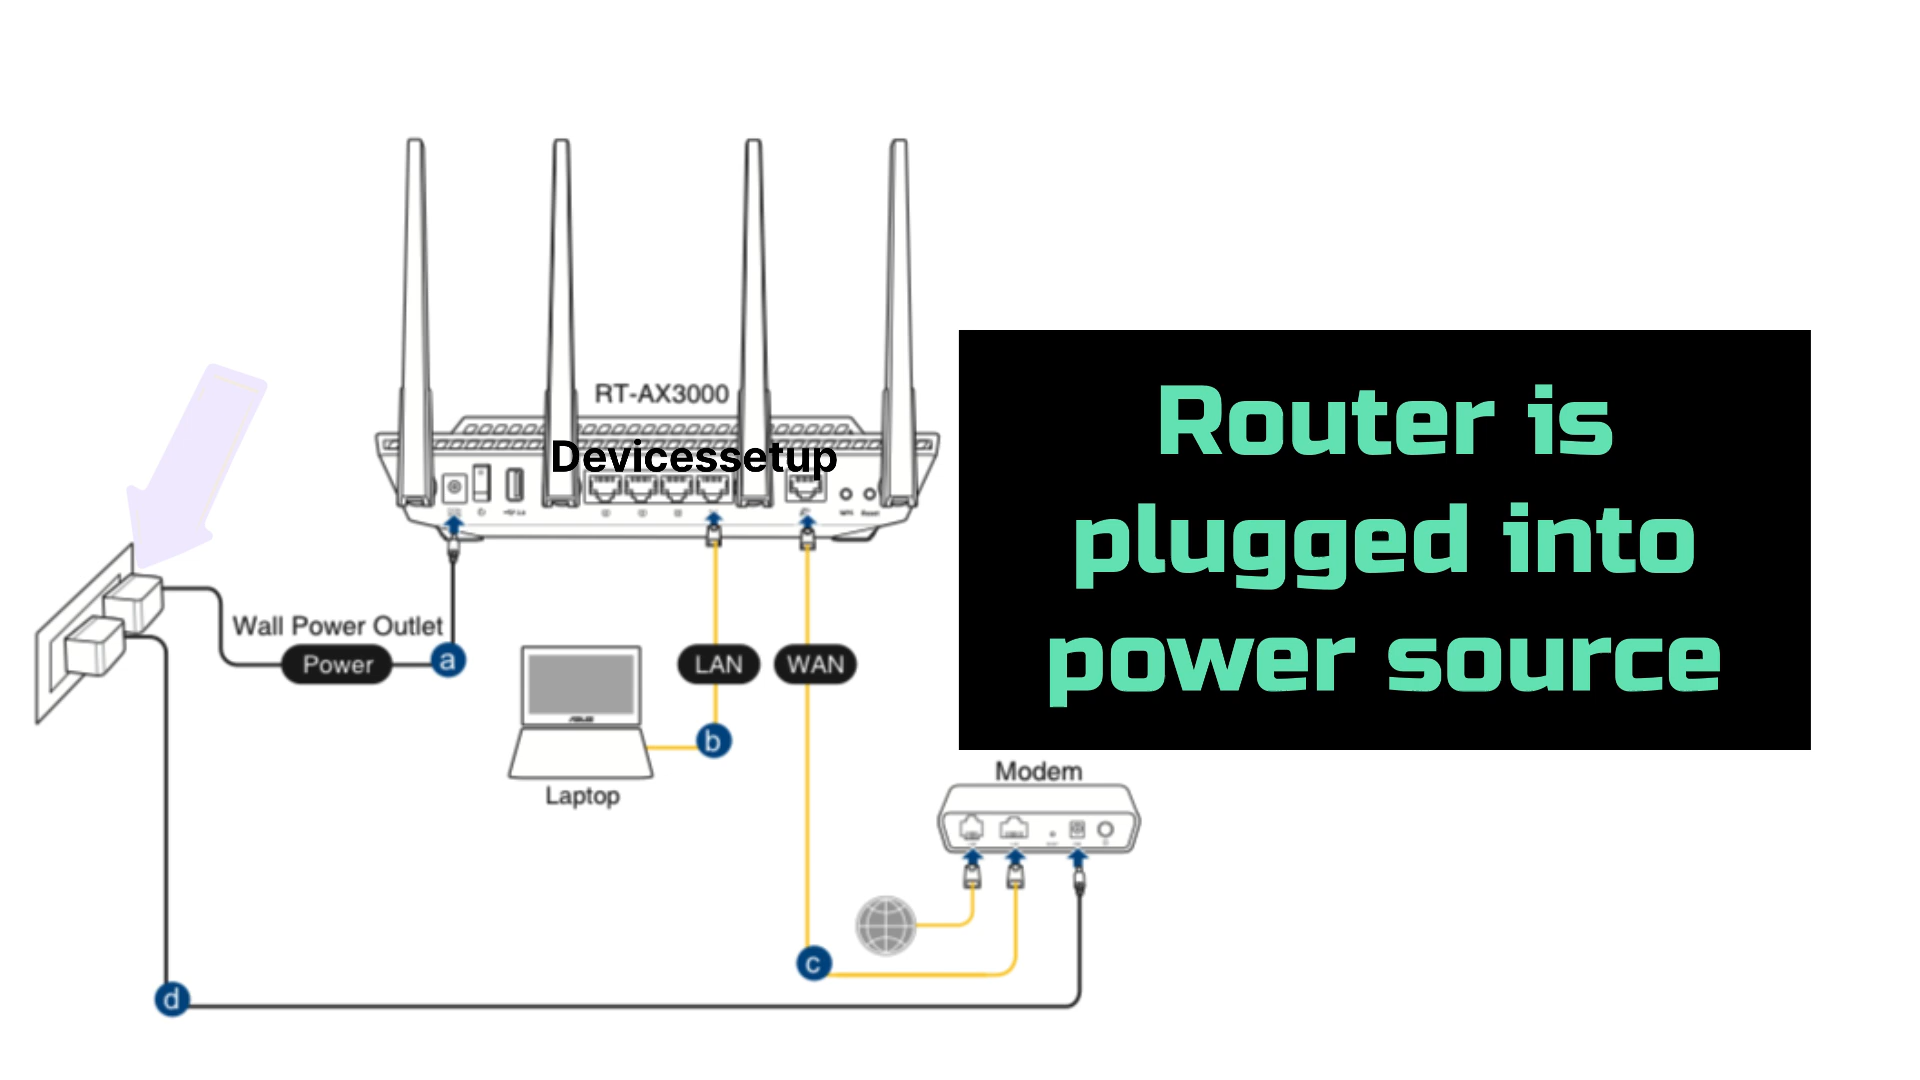 RT-AX3000
Devicessetup
Router is
plugged into
power source
Wall Power Outlet
Power
a
LAN
WAN
b
Laptop
Modem
c
d